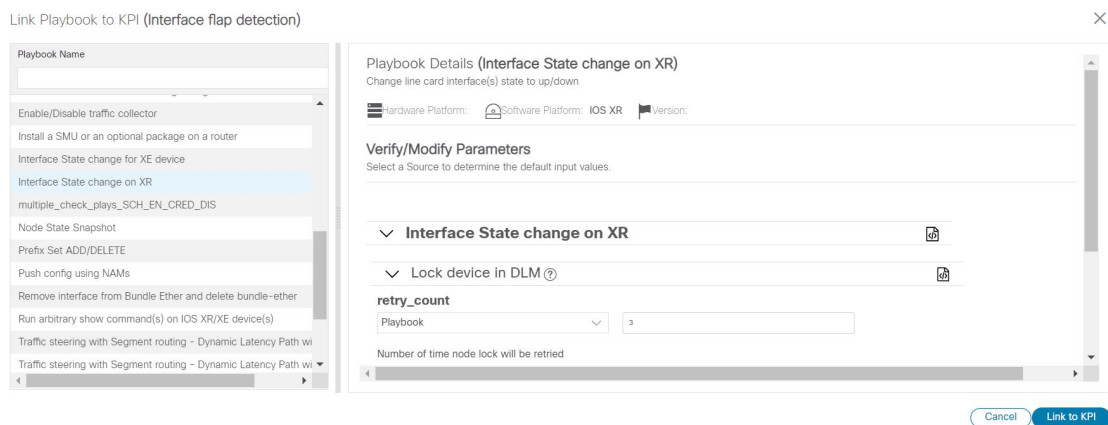 Link Playbook to KPI (Interface flap detection)
Playbook Name
Enable/Disable traffic collector
Install a SMU or an optional package on a router
Interface State change for XE device
Interface State change on XR
multiple_check_plays_SCH_EN_CRED_DIS
Node State Snapshot
Prefix Set ADD/DELETE
Push config using NAMs
Remove interface from Bundle Ether and delete bundle-ether
Run arbitrary show command(s) on IOS XR/XE device(s)
Traffic steering with Segment routing - Dynamic Latency Path wi
Traffic steering with Segment routing - Dynamic Latency Path wi
Playbook Details (Interface State change on XR)
Change line card interface(s) state to up/down
Hardware Platform: Software Platform: IOS XR Version:
Verify/Modify Parameters
Select a Source to determine the default input values.
Interface State change on XR
Lock device in DLM ?
retry_count
Playbook 3
Number of time node lock will be retried
Cancel Link to KPI